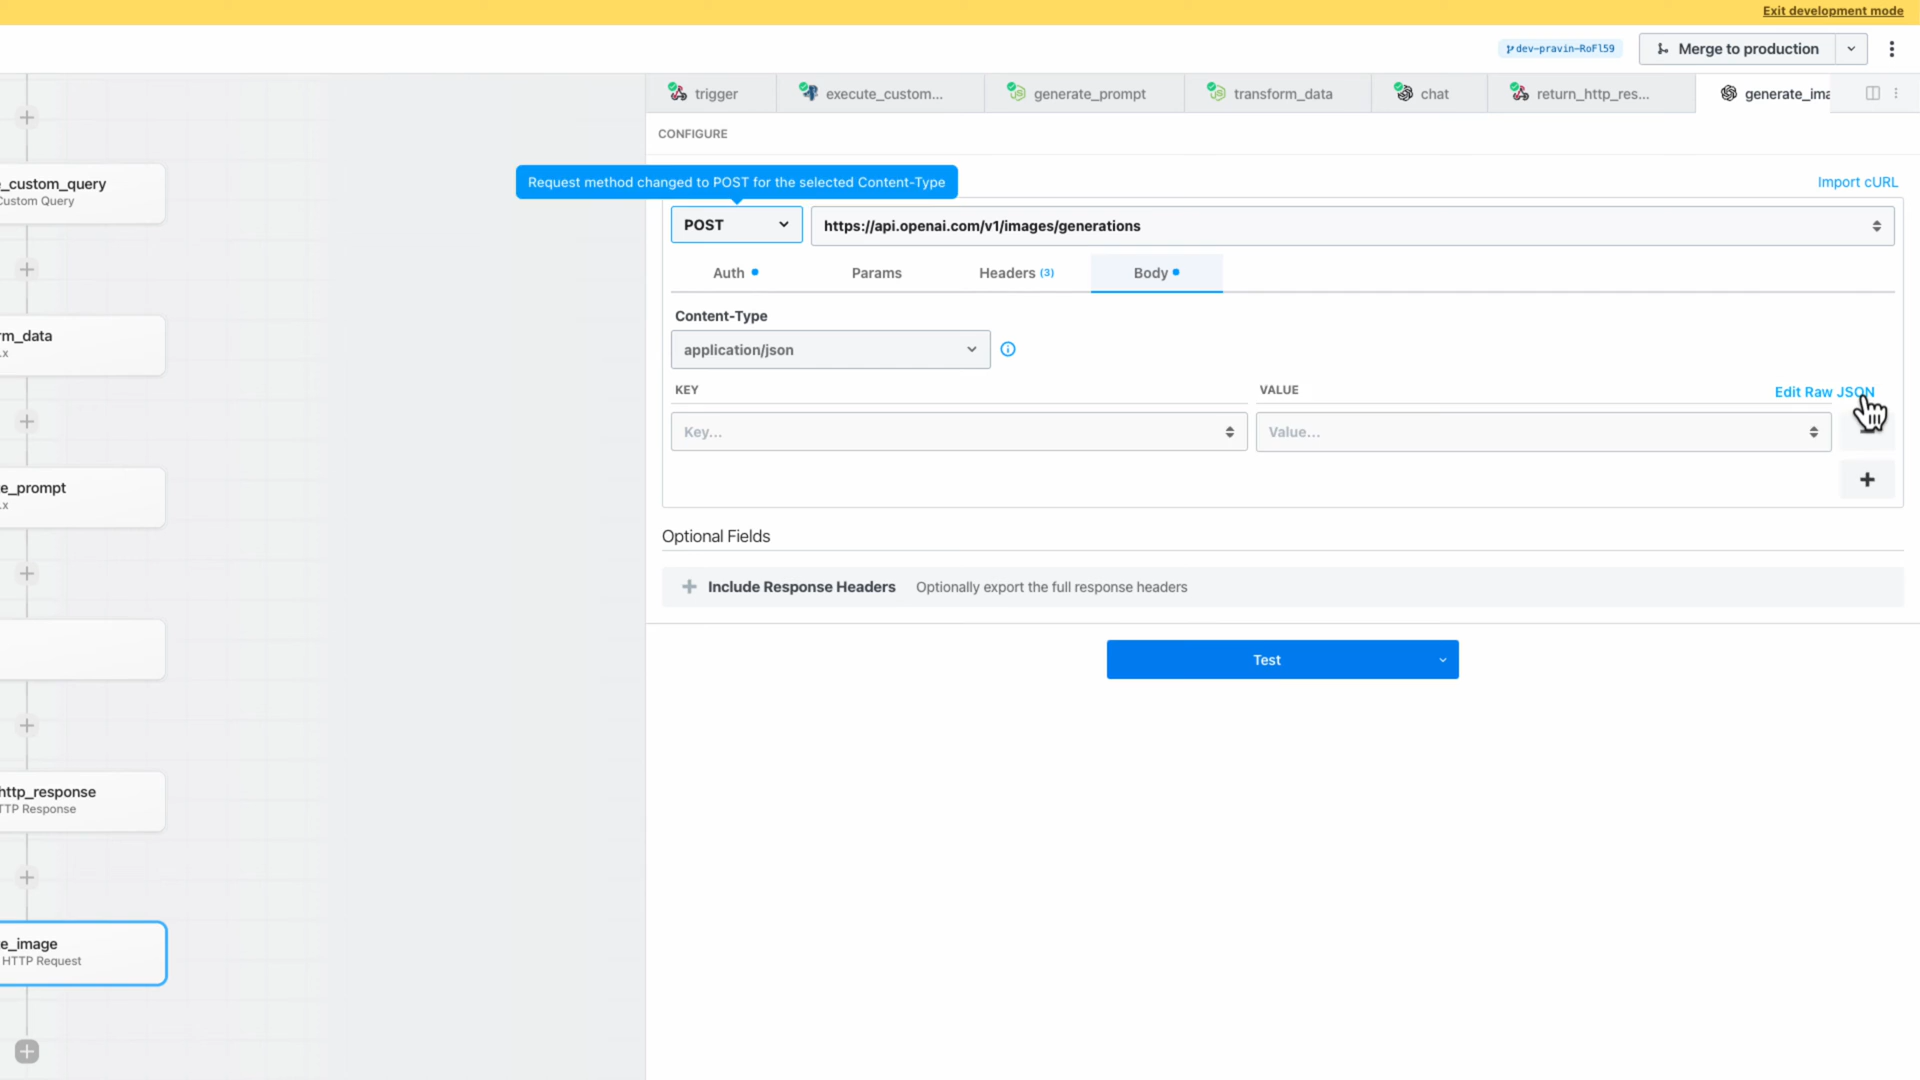 Exit development mode
dev-pravin-RoFl59
Merge to production
trigger
execute_custom...
generate_prompt
transform_data
chat
return_http_res...
generate_ima
CONFIGURE
Request method changed to POST for the selected Content-Type
Import cURL
POST
https://api.openai.com/v1/images/generations
Auth
Params
Headers (3)
Body
Content-Type
application/json
KEY
VALUE
Edit Raw JSON
Key...
Value...
Optional Fields
Include Response Headers
Optionally export the full response headers
Test
_custom_query
Custom Query
rm_data
.x
e_prompt
.x
http_response
TTP Response
e_image
HTTP Request